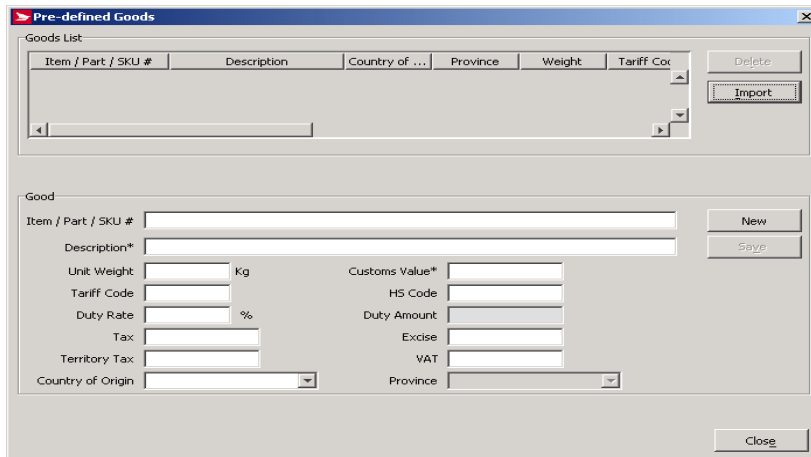 Pre-defined Goods
Goods List
Item / Part / SKU # Description Country of ... Province Weight Tariff Coc
Delete
Import
Good
Item / Part / SKU #
New
Description*
Save
Unit Weight Kg Customs Value*
Tariff Code HS Code
Duty Rate % Duty Amount
Tax Excise
Territory Tax VAT
Country of Origin Province
Close